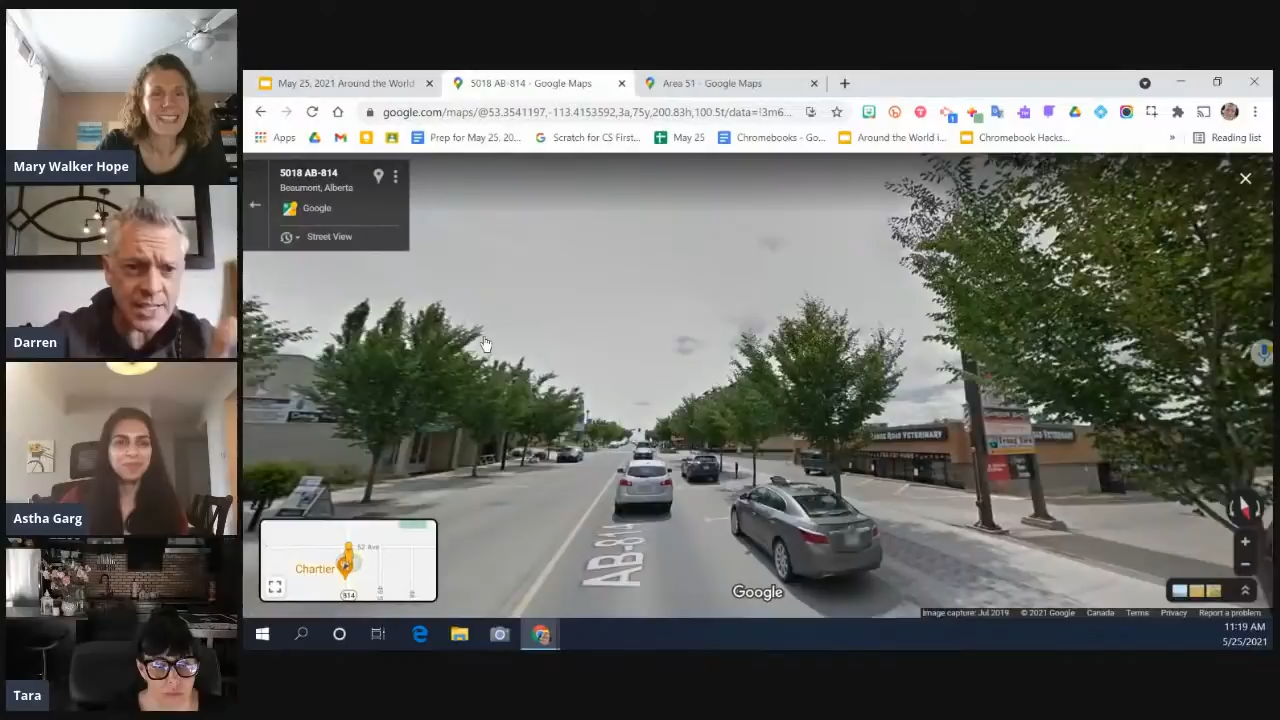 Mary Walker Hope
Darren
Astha Garg
Tara
May 25, 2021 Around the World
5018 AB-814 - Google Maps
Area 51 - Google Maps
google.com/maps/@53.3541197,-113.4153592,3a,75y,200.83h,100.5t/data=!3m6...
Apps
Prep for May 25, 20...
Scratch for CS First...
May 25
Chromebooks - Go...
Around the World i...
Chromebook Hacks...
»
Reading list
5018 AB-814
Beaumont, Alberta
Google
Street View
ROAD VETERINARY
AB-814
52 Ave
Chartier
814
Google
Image capture: Jul 2019 © 2021 Google Canada Terms Privacy Report a problem
11:19 AM
5/25/2021